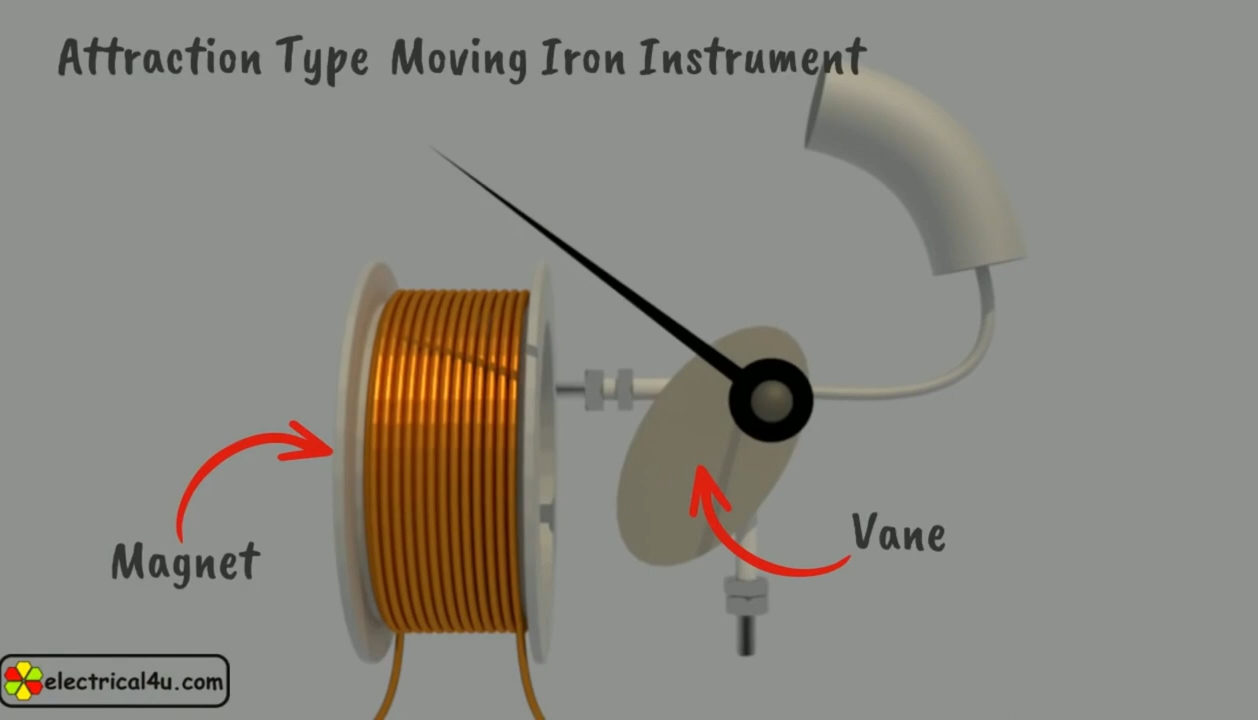 Attraction Type Moving Iron Instrument
Magnet
Vane
electrical4u.com